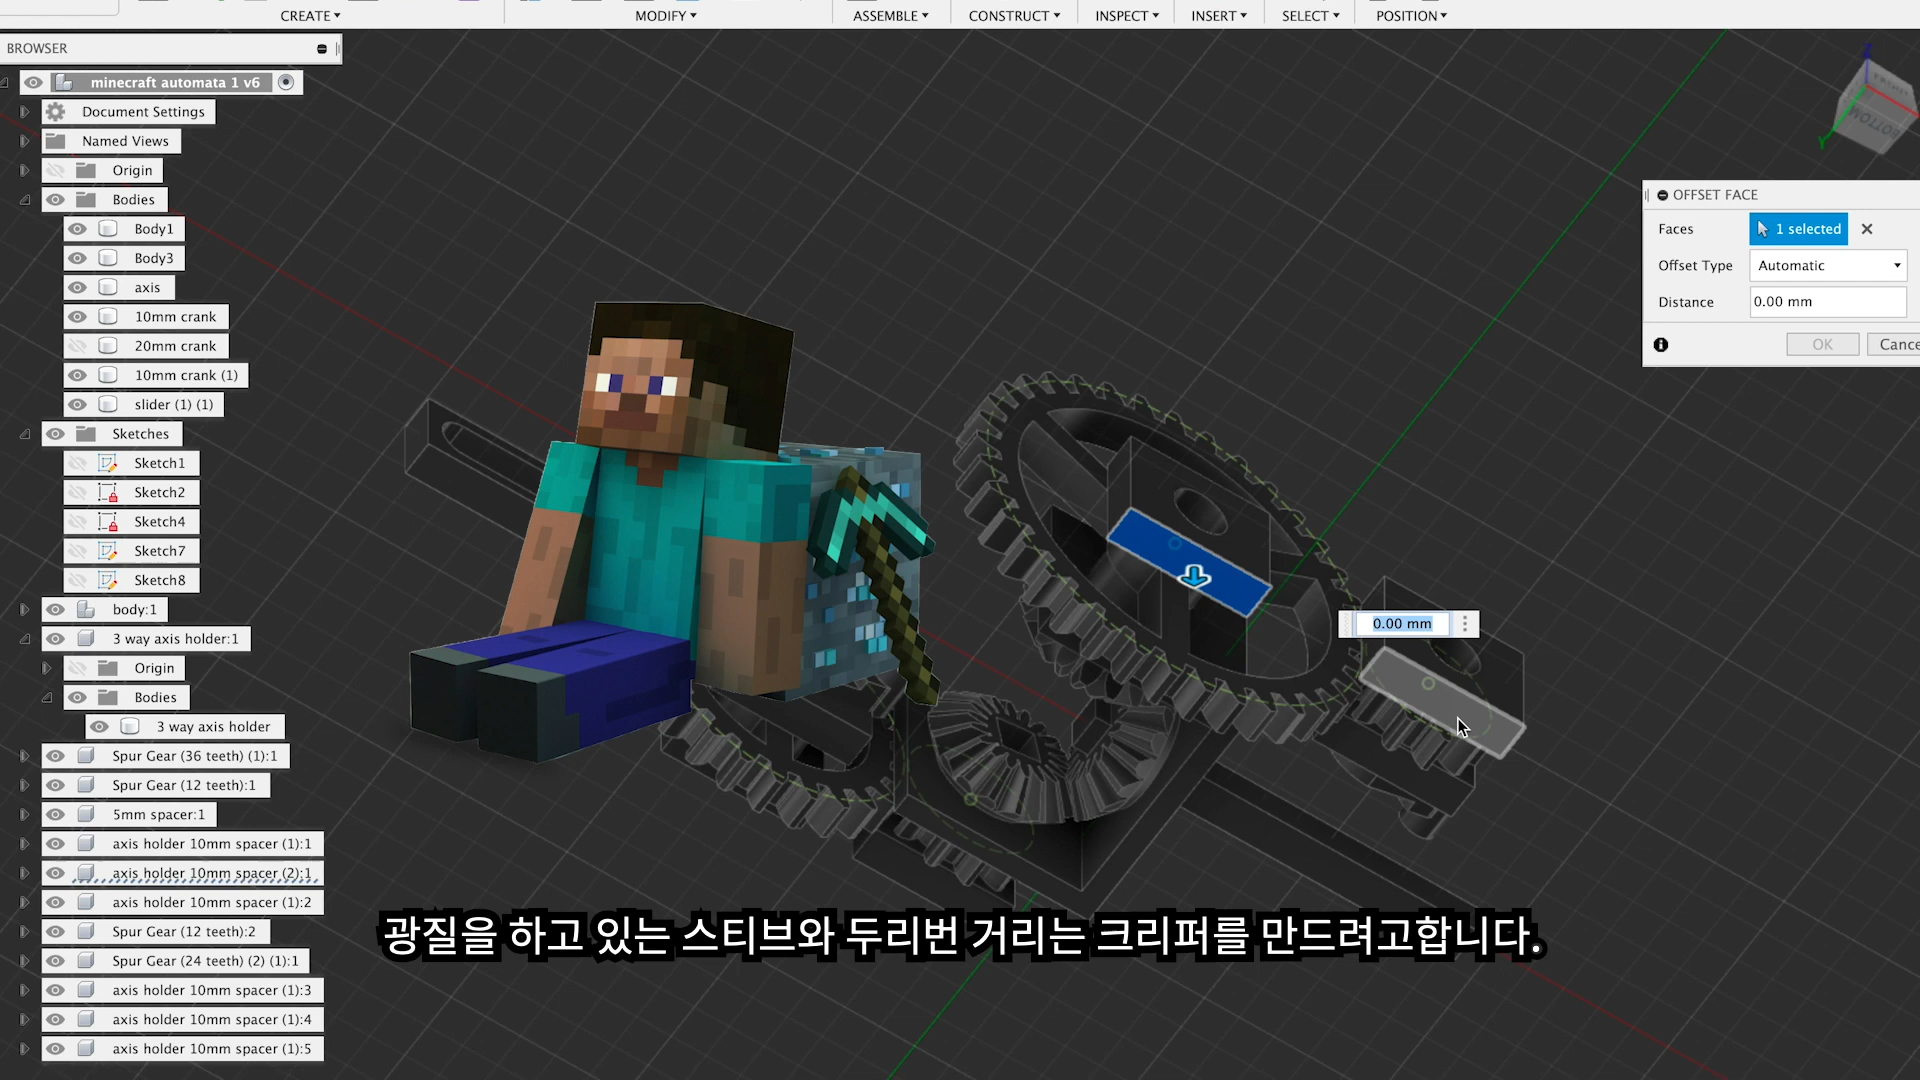 CREATE▾
MODIFY▾
ASSEMBLE▾
CONSTRUCT▾
INSPECT▾
INSERT▾
SELECT▾
POSITION▾
BROWSER
minecraft automata 1 v6
Document Settings
Named Views
Origin
Bodies
Body1
Body3
axis
10mm crank
20mm crank
10mm crank (1)
slider (1) (1)
Sketches
Sketch1
Sketch2
Sketch4
Sketch7
Sketch8
body:1
3 way axis holder:1
Origin
Bodies
3 way axis holder
Spur Gear (36 teeth) (1):1
Spur Gear (12 teeth):1
5mm spacer:1
axis holder 10mm spacer (1):1
axis holder 10mm spacer (2):1
axis holder 10mm spacer (1):2
Spur Gear (12 teeth):2
Spur Gear (24 teeth) (2) (1):1
axis holder 10mm spacer (1):3
axis holder 10mm spacer (1):4
axis holder 10mm spacer (1):5
Z
Y
BOTTOM
OFFSET FACE
Faces 1 selected
Offset Type Automatic
Distance 0.00 mm
OK Cance
0.00 mm
광질을 하고 있는 스티브와 두리번 거리는 크리퍼를 만드려고합니다.